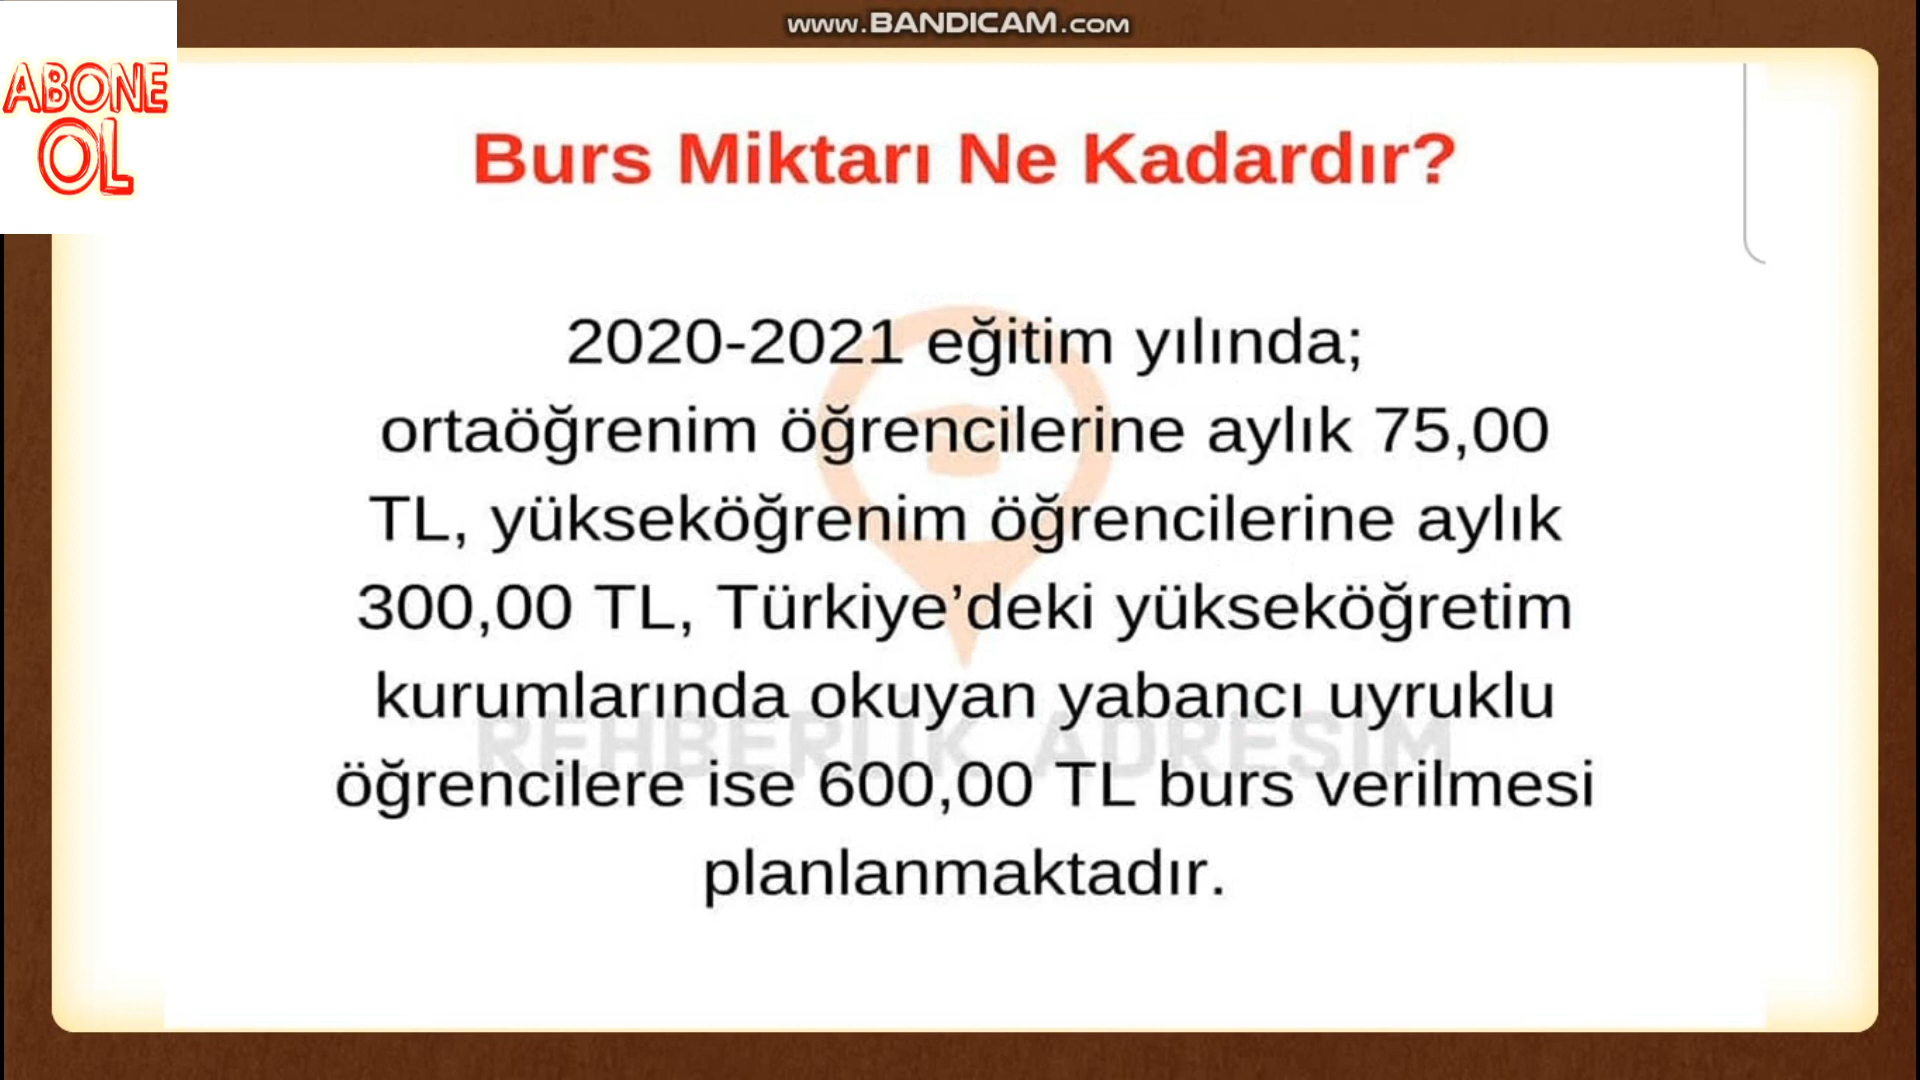 www.BANDICAM.com
ABONE
OL
Burs Miktarı Ne Kadardır?
2020-2021 eğitim yılında;
ortaöğrenim öğrencilerine aylık 75,00
TL, yükseköğrenim öğrencilerine aylık
300,00 TL, Türkiye’deki yükseköğretim
kurumlarında okuyan yabancı uyruklu
REHBERLİK ADRESİM
öğrencilere ise 600,00 TL burs verilmesi
planlanmaktadır.